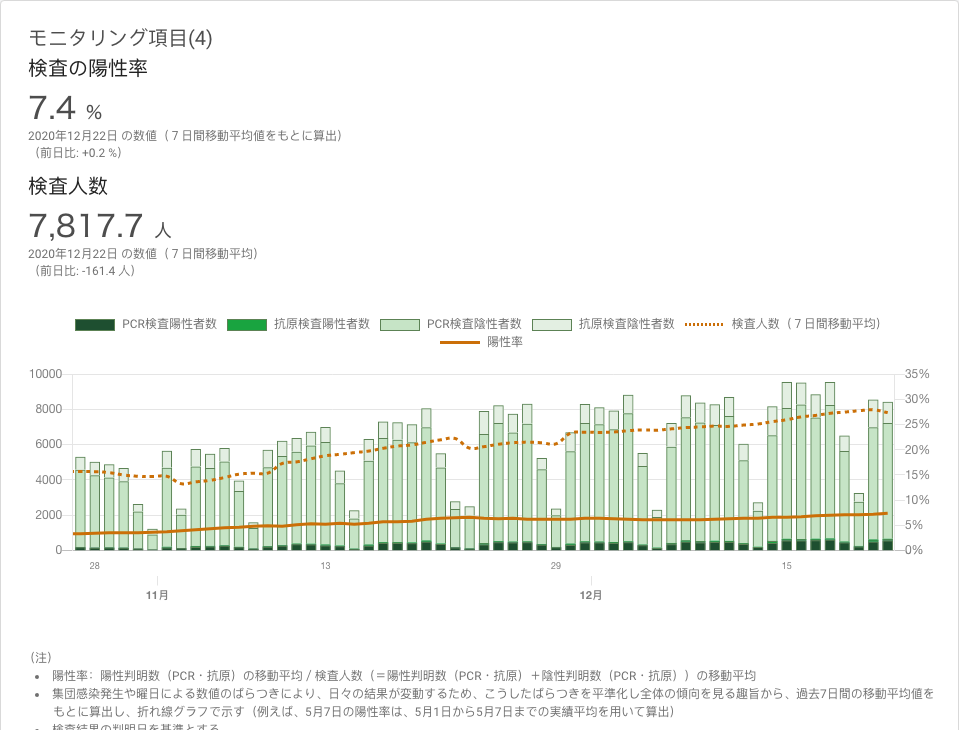 モニタリング項目(4)
検査の陽性率
7.4 %
2020年12月22日 の数値（７日間移動平均値をもとに算出）
（前日比: +0.2 %）
検査人数
7,817.7 人
2020年12月22日 の数値（７日間移動平均）
（前日比: -161.4 人）
PCR検査陽性者数 抗原検査陽性者数 PCR検査陰性者数 抗原検査陰性者数 検査人数（７日間移動平均）
陽性率
10000 35%
30%
8000
25%
6000 20%
4000 15%
10%
2000
5%
0 0%
28 13 29 15
11月 12月
（注）
• 陽性率：陽性判明数（PCR・抗原）の移動平均 / 検査人数（＝陽性判明数（PCR・抗原）＋陰性判明数（PCR・抗原））の移動平均
• 集団感染発生や曜日による数値のばらつきにより、日々の結果が変動するため、こうしたばらつきを平準化し全体の傾向を見る趣旨から、過去7日間の移動平均値を
もとに算出し、折れ線グラフで示す（例えば、5月7日の陽性率は、5月1日から5月7日までの実績平均を用いて算出）
• 検査結果の判明日を基準とする